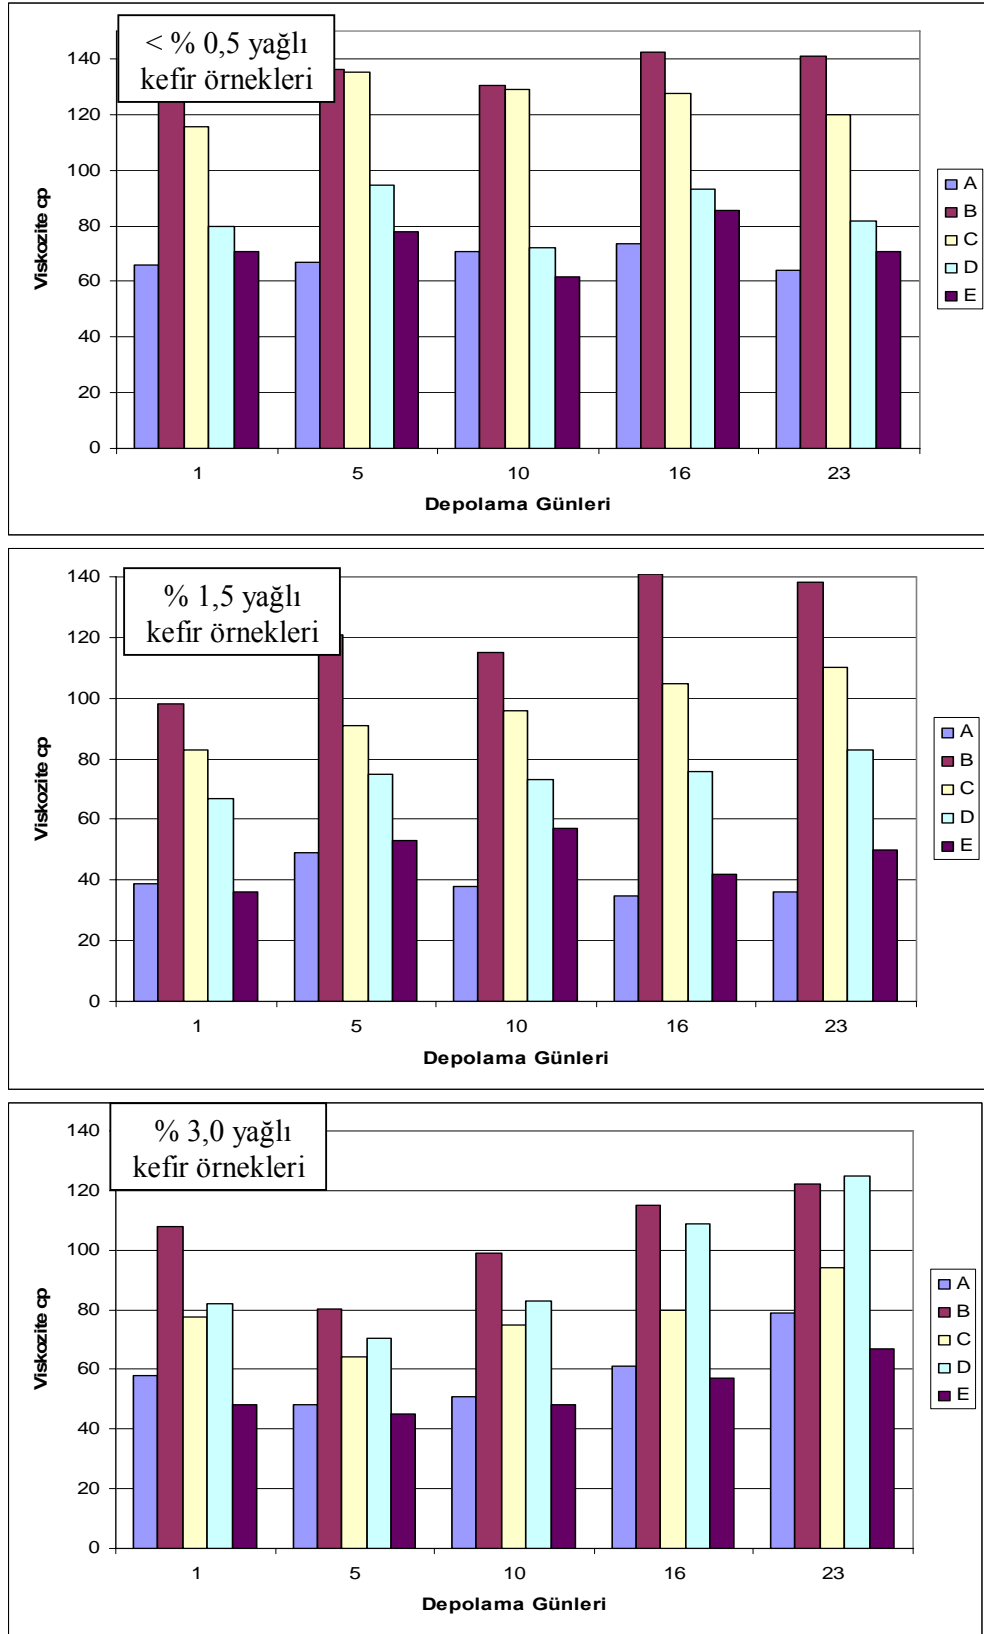 < % 0,5 yağlı
kefir örnekleri
140
120
100
80
60
40
20
0
Viskozite cp
1 5 10 16 23
Depolama Günleri
A
B
C
D
E
% 1,5 yağlı
kefir örnekleri
140
120
100
80
60
40
20
0
Viskozite cp
1 5 10 16 23
Depolama Günleri
A
B
C
D
E
% 3,0 yağlı
kefir örnekleri
140
120
100
80
60
40
20
0
Viskozite cp
1 5 10 16 23
Depolama Günleri
A
B
C
D
E